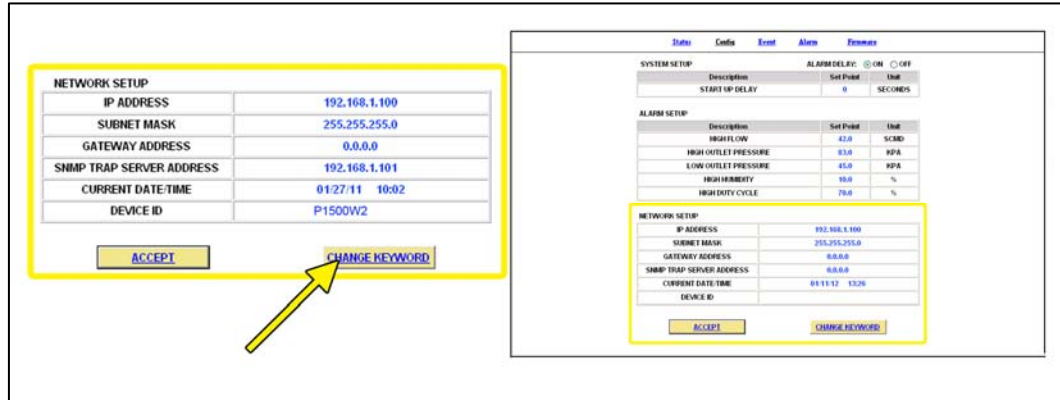 NETWORK SETUP
IP ADDRESS 192.168.1.100
SUBNET MASK 255.255.255.0
GATEWAY ADDRESS 0.0.0.0
SNMP TRAP SERVER ADDRESS 192.168.1.101
CURRENT DATE/TIME 01/27/11 10:02
DEVICE ID P1500W2
ACCEPT CHANGE KEYWORD
Status Config Event Alarm Firmware
SYSTEM SETUP ALARM DELAY: ON OFF
Description Set Point Unit
START UP DELAY 0 SECONDS
ALARM SETUP
Description Set Point Unit
HIGH FLOW 42.0 SCMD
HIGH OUTLET PRESSURE 83.0 KPA
LOW OUTLET PRESSURE 45.0 KPA
HIGH HUMIDITY 10.0 %
HIGH DUTY CYCLE 70.0 %
NETWORK SETUP
IP ADDRESS 192.168.1.100
SUBNET MASK 255.255.255.0
GATEWAY ADDRESS 0.0.0.0
SNMP TRAP SERVER ADDRESS 0.0.0.0
CURRENT DATE/TIME 01/11/12 13:26
DEVICE ID
ACCEPT CHANGE KEYWORD